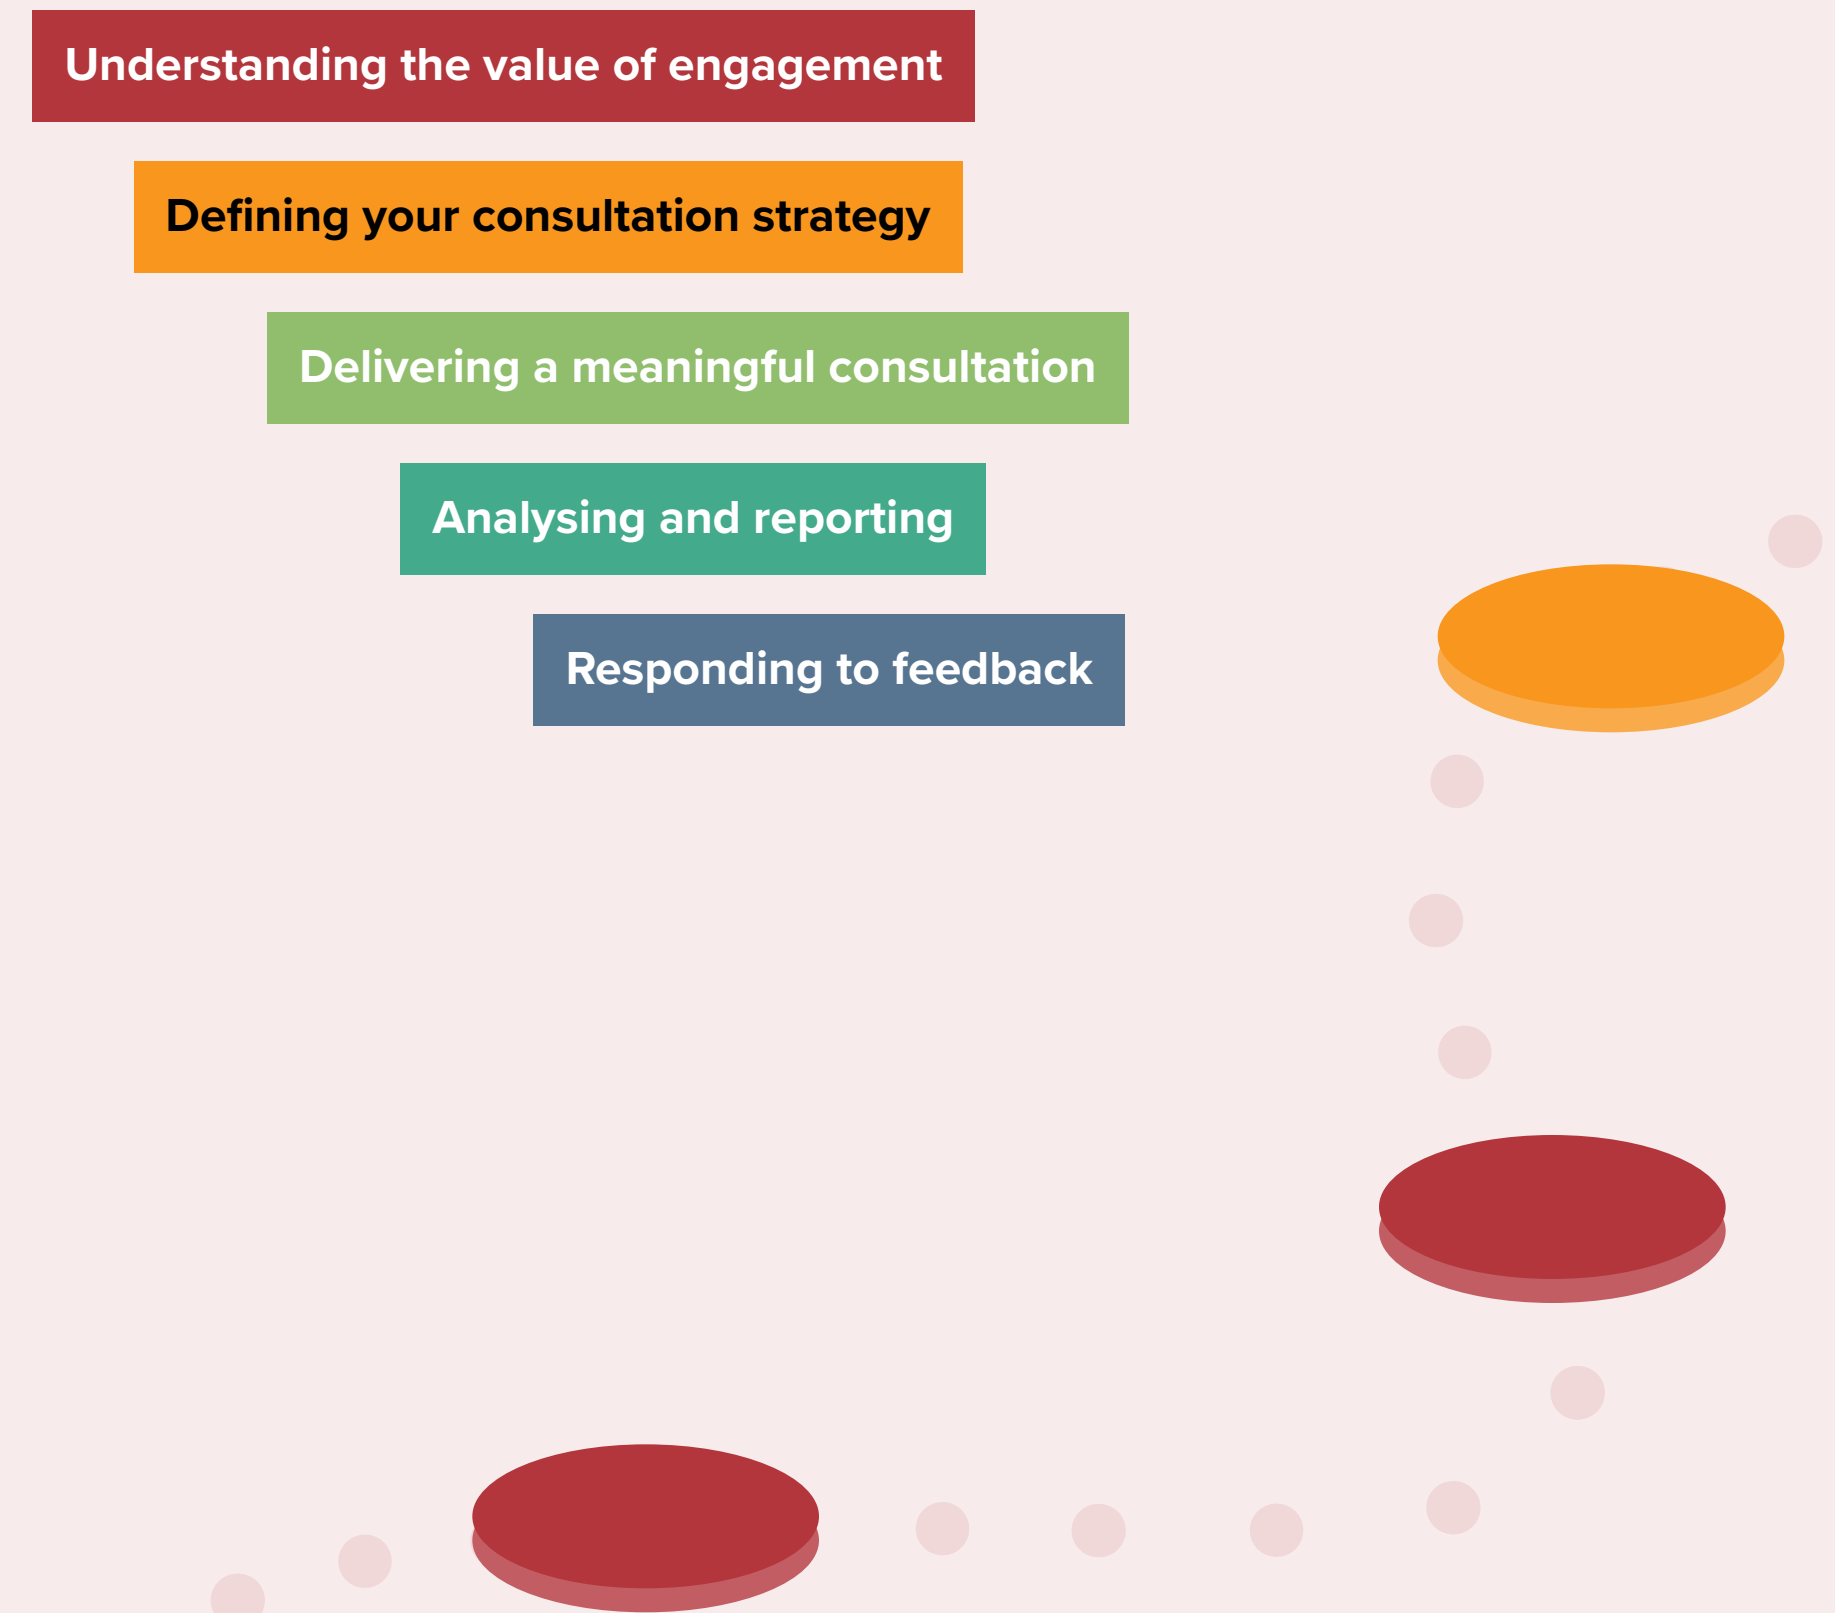 Understanding the value of engagement
Defining your consultation strategy
Delivering a meaningful consultation
Analysing and reporting
Responding to feedback